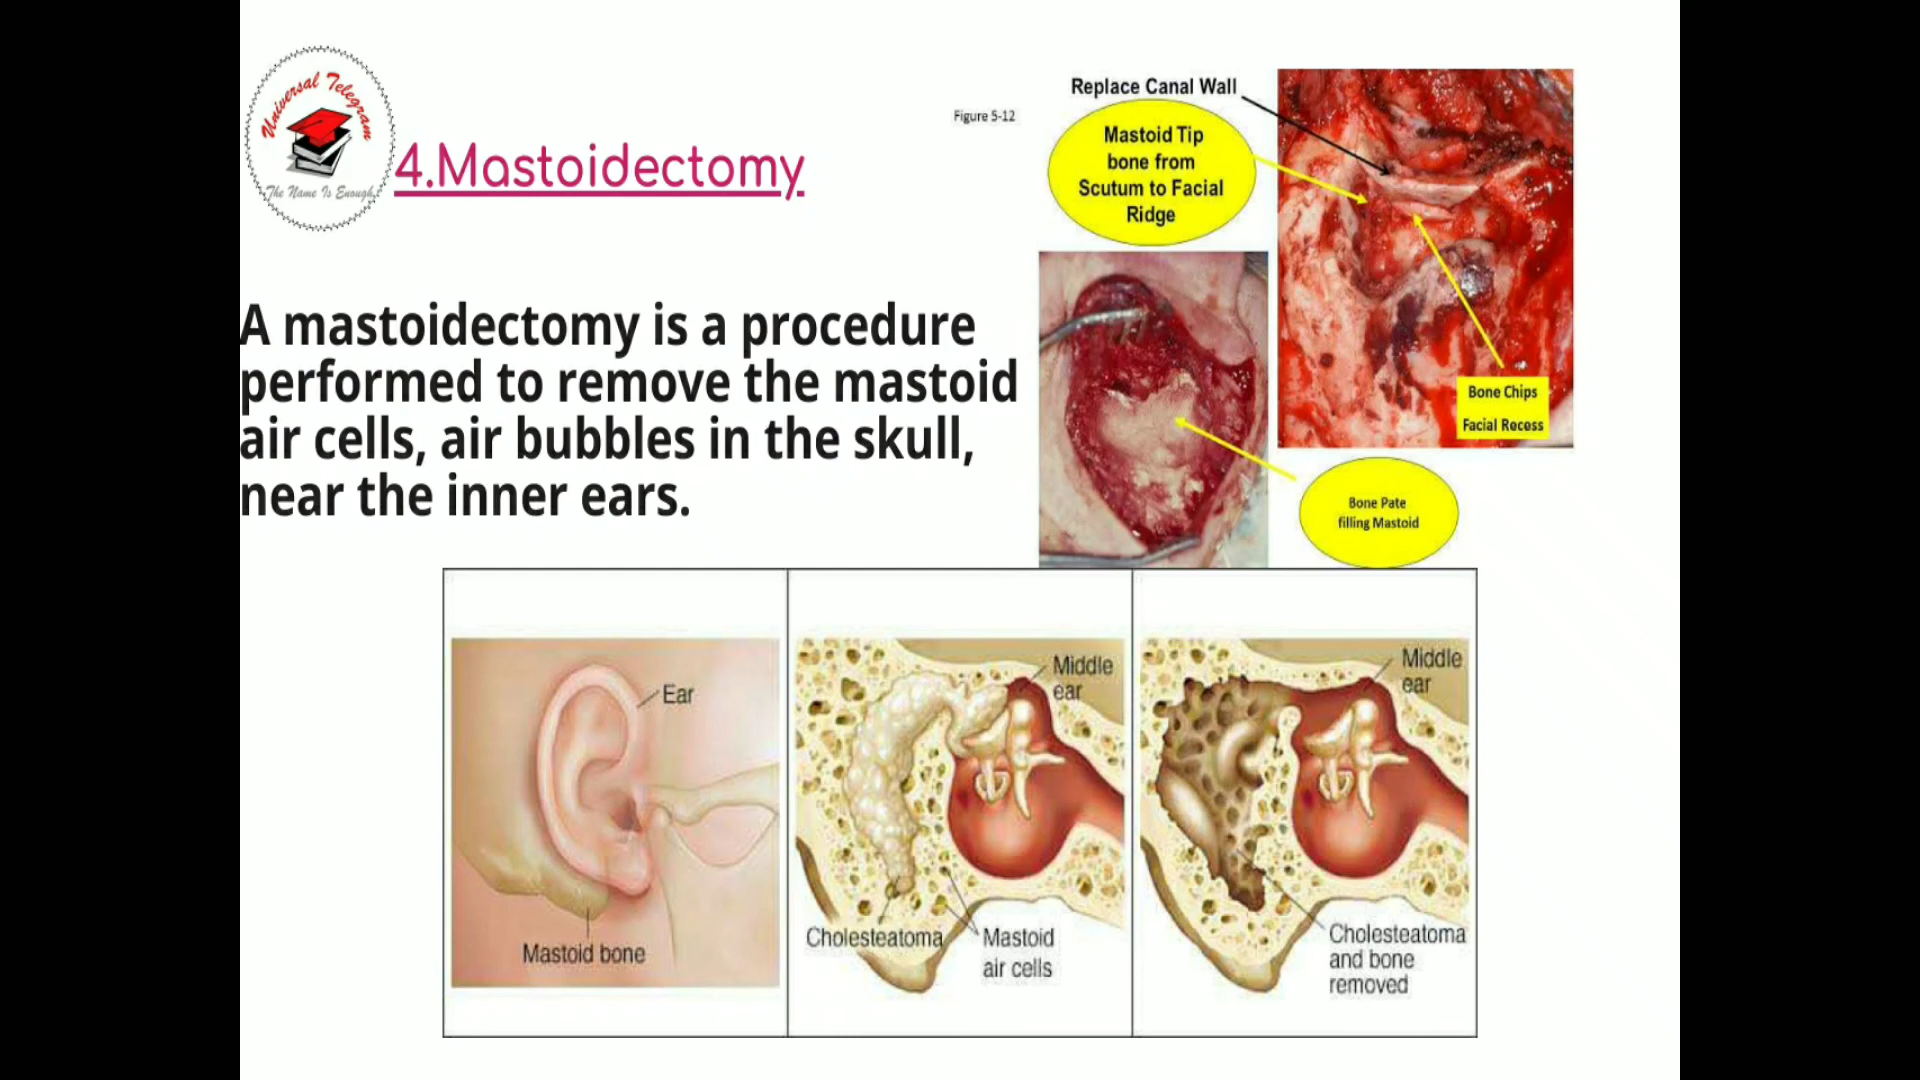 Universal Telegram
The Name Is Enough
4.Mastoidectomy
A mastoidectomy is a procedure
performed to remove the mastoid
air cells, air bubbles in the skull,
near the inner ears.
Figure 5-12
Replace Canal Wall
Mastoid Tip
bone from
Scutum to Facial
Ridge
Bone Chips
Facial Recess
Bone Pate
filling Mastoid
Ear
Mastoid bone
Middle
ear
Cholesteatoma
Mastoid
air cells
Middle
ear
Cholesteatoma
and bone
removed